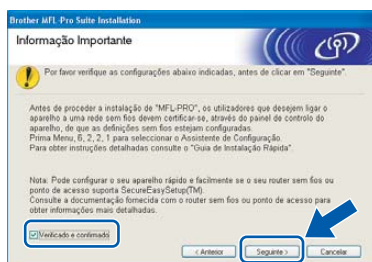 Brother MFL-Pro Suite Installation
Informação Importante
Por favor verifique as configurações abaixo indicadas, antes de clicar em "Seguinte".
Antes de proceder a instalação de "MFL-PRO", os utilizadores que desejem ligar o
aparelho a uma rede sem fios devem certificar-se, através do painel de controlo do
aparelho, de que as definições sem fios estejam configuradas.
Prima Menu, 6, 2, 2, 1 para seleccionar o Assistente de Configuração.
Para obter instruções detalhadas consulte o "Guia de Instalação Rápida".
Nota: Pode configurar o seu aparelho rápido e facilmente se o seu router sem fios ou
ponto de acesso suporta SecureEasySetup(TM).
Consulte a documentação fornecida com o router sem fios ou ponto de acesso para
obter informações mais detalhadas.
Verificado e confirmado
< Anterior
Seguinte >
Cancelar